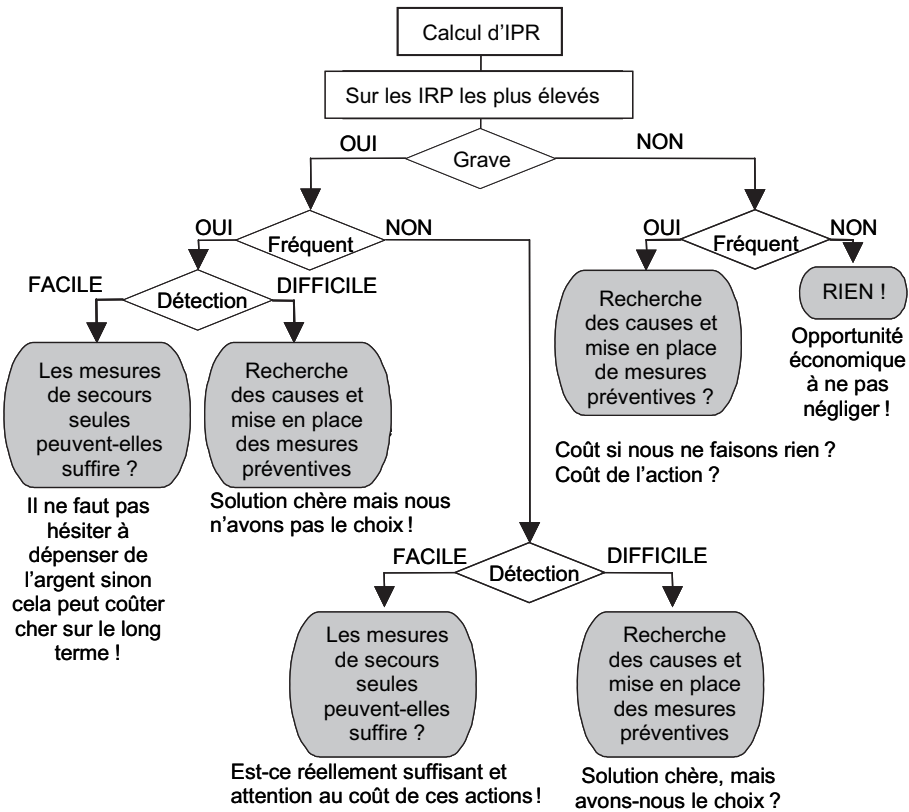 Calcul d'IPR
Sur les IRP les plus élevés
OUI
Grave
NON
OUI
Fréquent
NON
OUI
Fréquent
NON
FACILE
Détection
DIFFICILE
Les mesures
de secours
seules
peuvent-elles
suffire ?
Il ne faut pas
hésiter à
dépenser de
l'argent sinon
cela peut coûter
cher sur le long
terme !
Recherche
des causes et
mise en place
des mesures
préventives
Solution chère mais nous
n'avons pas le choix !
Recherche
des causes et
mise en place
de mesures
préventives ?
Coût si nous ne faisons rien ?
Coût de l'action ?
RIEN !
Opportunité
économique
à ne pas
négliger !
FACILE
Détection
DIFFICILE
Les mesures
de secours
seules
peuvent-elles
suffire ?
Est-ce réellement suffisant et
attention au coût de ces actions !
Recherche
des causes et
mise en place
des mesures
préventives
Solution chère, mais
avons-nous le choix ?